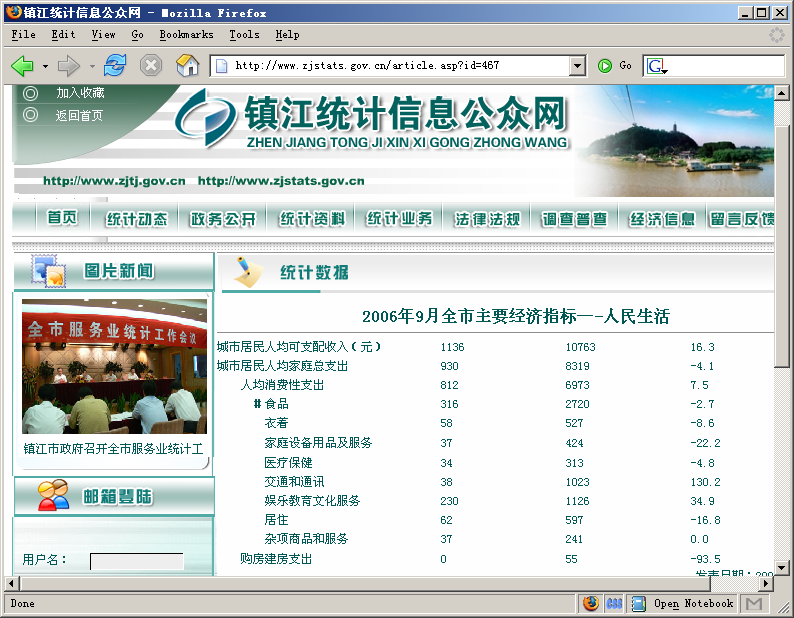 镇江统计信息公众网 - Mozilla Firefox
File Edit View Go Bookmarks Tools Help
http://www.zjstats.gov.cn/article.asp?id=467 Go G
加入收藏
返回首页
镇江统计信息公众网
ZHEN JIANG TONG JI XIN XI GONG ZHONG WANG
http://www.zjtj.gov.cn http://www.zjstats.gov.cn
首页 统计动态 政务公开 统计资料 统计业务 法律法规 调查普查 经济信息 留言反馈
图片新闻
全市服务业统计工作会议
镇江市政府召开全市服务业统计工
邮箱登陆
用户名：
统计数据
2006年9月全市主要经济指标—-人民生活
城市居民人均可支配收入（元） 1136 10763 16.3
城市居民人均家庭总支出 930 8319 -4.1
人均消费性支出 812 6973 7.5
#食品 316 2720 -2.7
衣着 58 527 -8.6
家庭设备用品及服务 37 424 -22.2
医疗保健 34 313 -4.8
交通和通讯 38 1023 130.2
娱乐教育文化服务 230 1126 34.9
居住 62 597 -16.8
杂项商品和服务 37 241 0.0
购房建房支出 0 55 -93.5
发表日期：200
Done Open Notebook